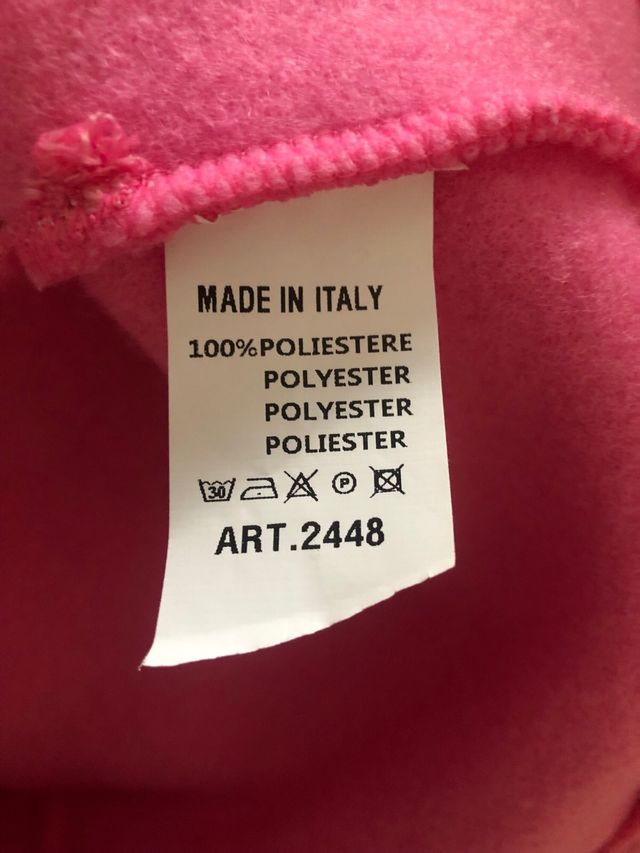 MADE IN ITALY
100%POLIESTERE
POLYESTER
POLYESTER
POLIESTER
30 P
ART.2448